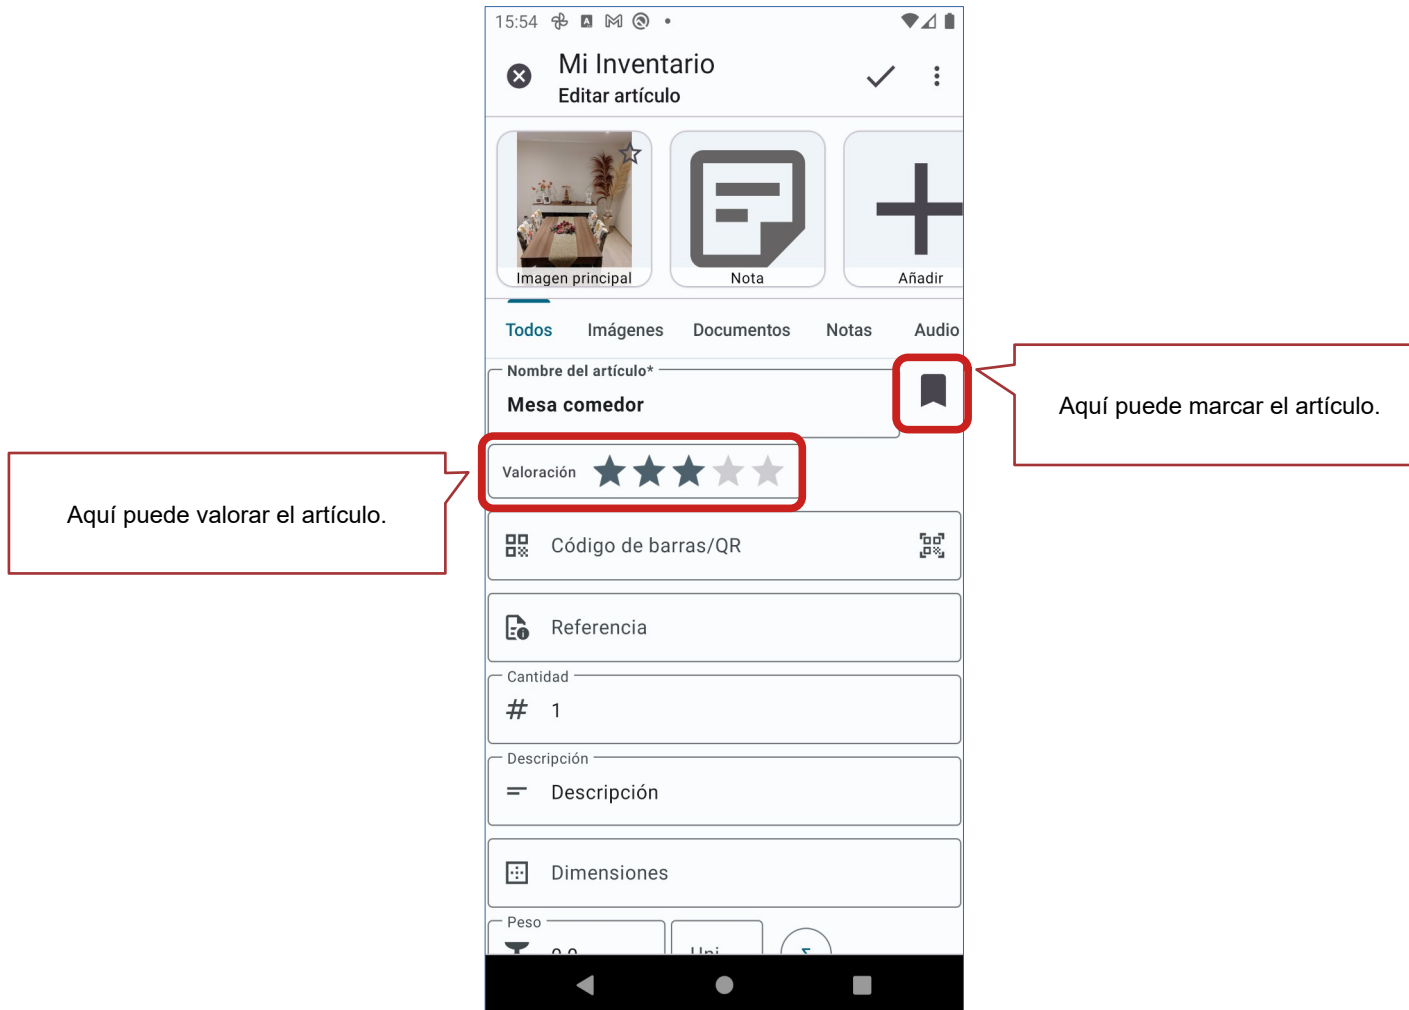 15:54
Mi Inventario
Editar artículo
Imagen principal
Nota
Añadir
Todos Imágenes Documentos Notas Audio
Nombre del artículo*
Mesa comedor
Aquí puede marcar el artículo.
Valoración
Aquí puede valorar el artículo.
Código de barras/QR
Referencia
Cantidad
# 1
Descripción
Descripción
Dimensiones
Peso